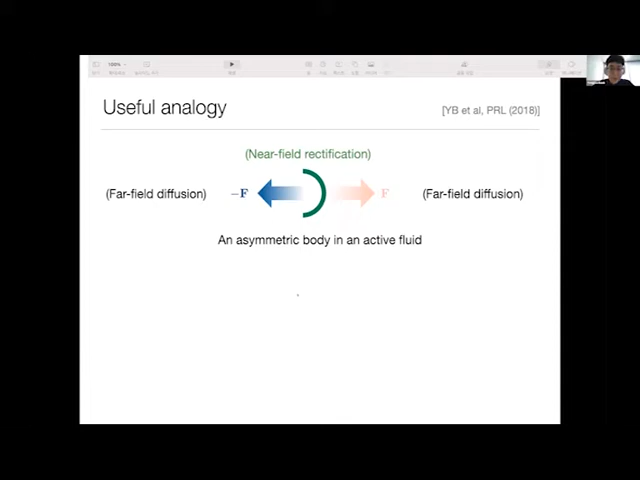 100%
Useful analogy
[YB et al, PRL (2018)]
(Near-field rectification)
(Far-field diffusion) −F F (Far-field diffusion)
An asymmetric body in an active fluid